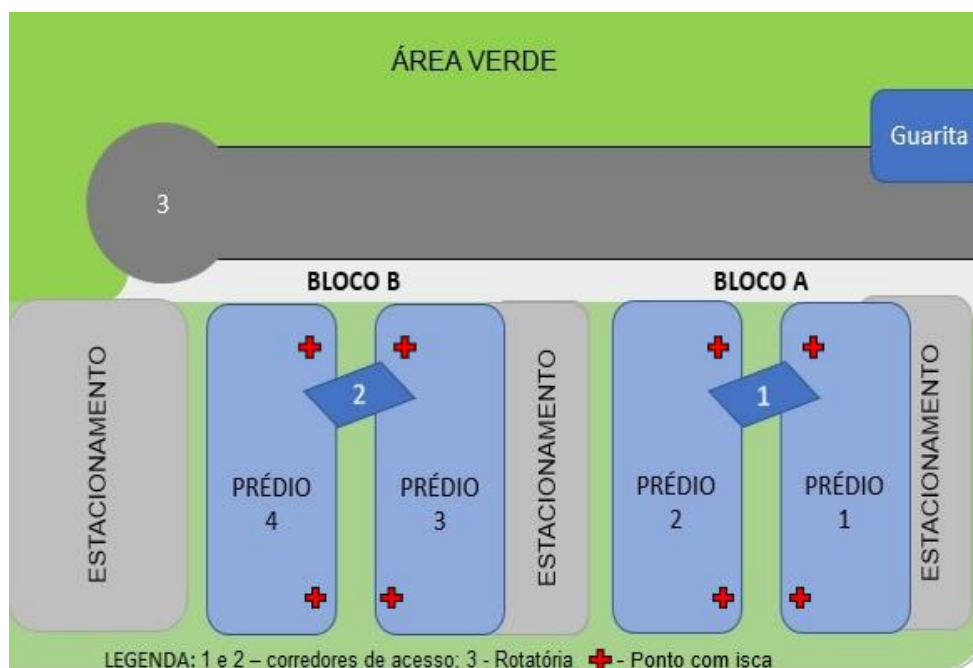 ÁREA VERDE
Guarita
3
BLOCO B
BLOCO A
ESTACIONAMENTO
PRÉDIO
4
2
PRÉDIO
3
ESTACIONAMENTO
PRÉDIO
2
1
PRÉDIO
1
ESTACIONAMENTO
LEGENDA: 1 e 2 – corredores de acesso; 3 - Rotatória - Ponto com isca